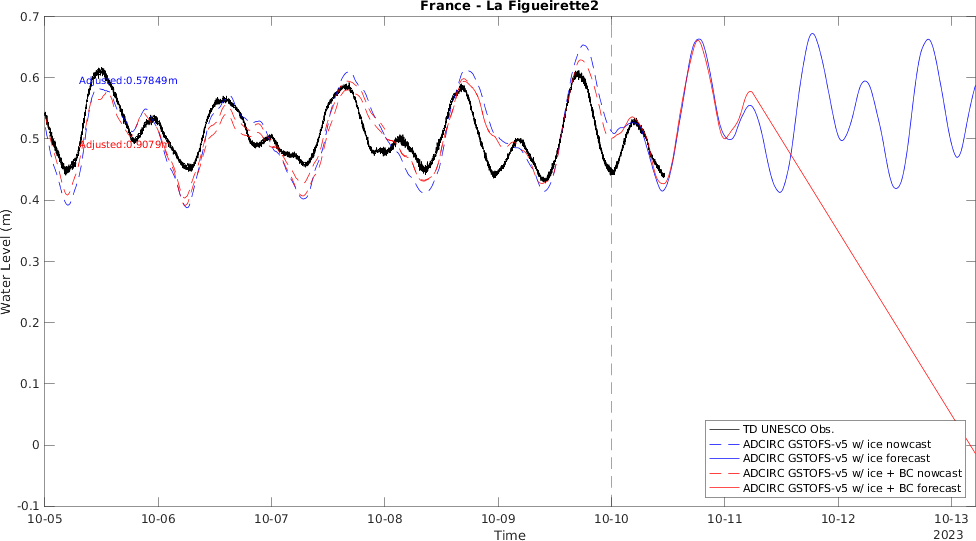 France - La Figueirette2
0.7
0.6
0.5
0.4
0.3
0.2
0.1
0
-0.1
Water Level (m)
Adjusted:0.57849m
Adjusted:0.9079m
TD UNESCO Obs.
ADCIRC GSTOFS-v5 w/ ice nowcast
ADCIRC GSTOFS-v5 w/ ice forecast
ADCIRC GSTOFS-v5 w/ ice + BC nowcast
ADCIRC GSTOFS-v5 w/ ice + BC forecast
10-05 10-06 10-07 10-08 10-09 10-10 10-11 10-12 10-13
Time
2023